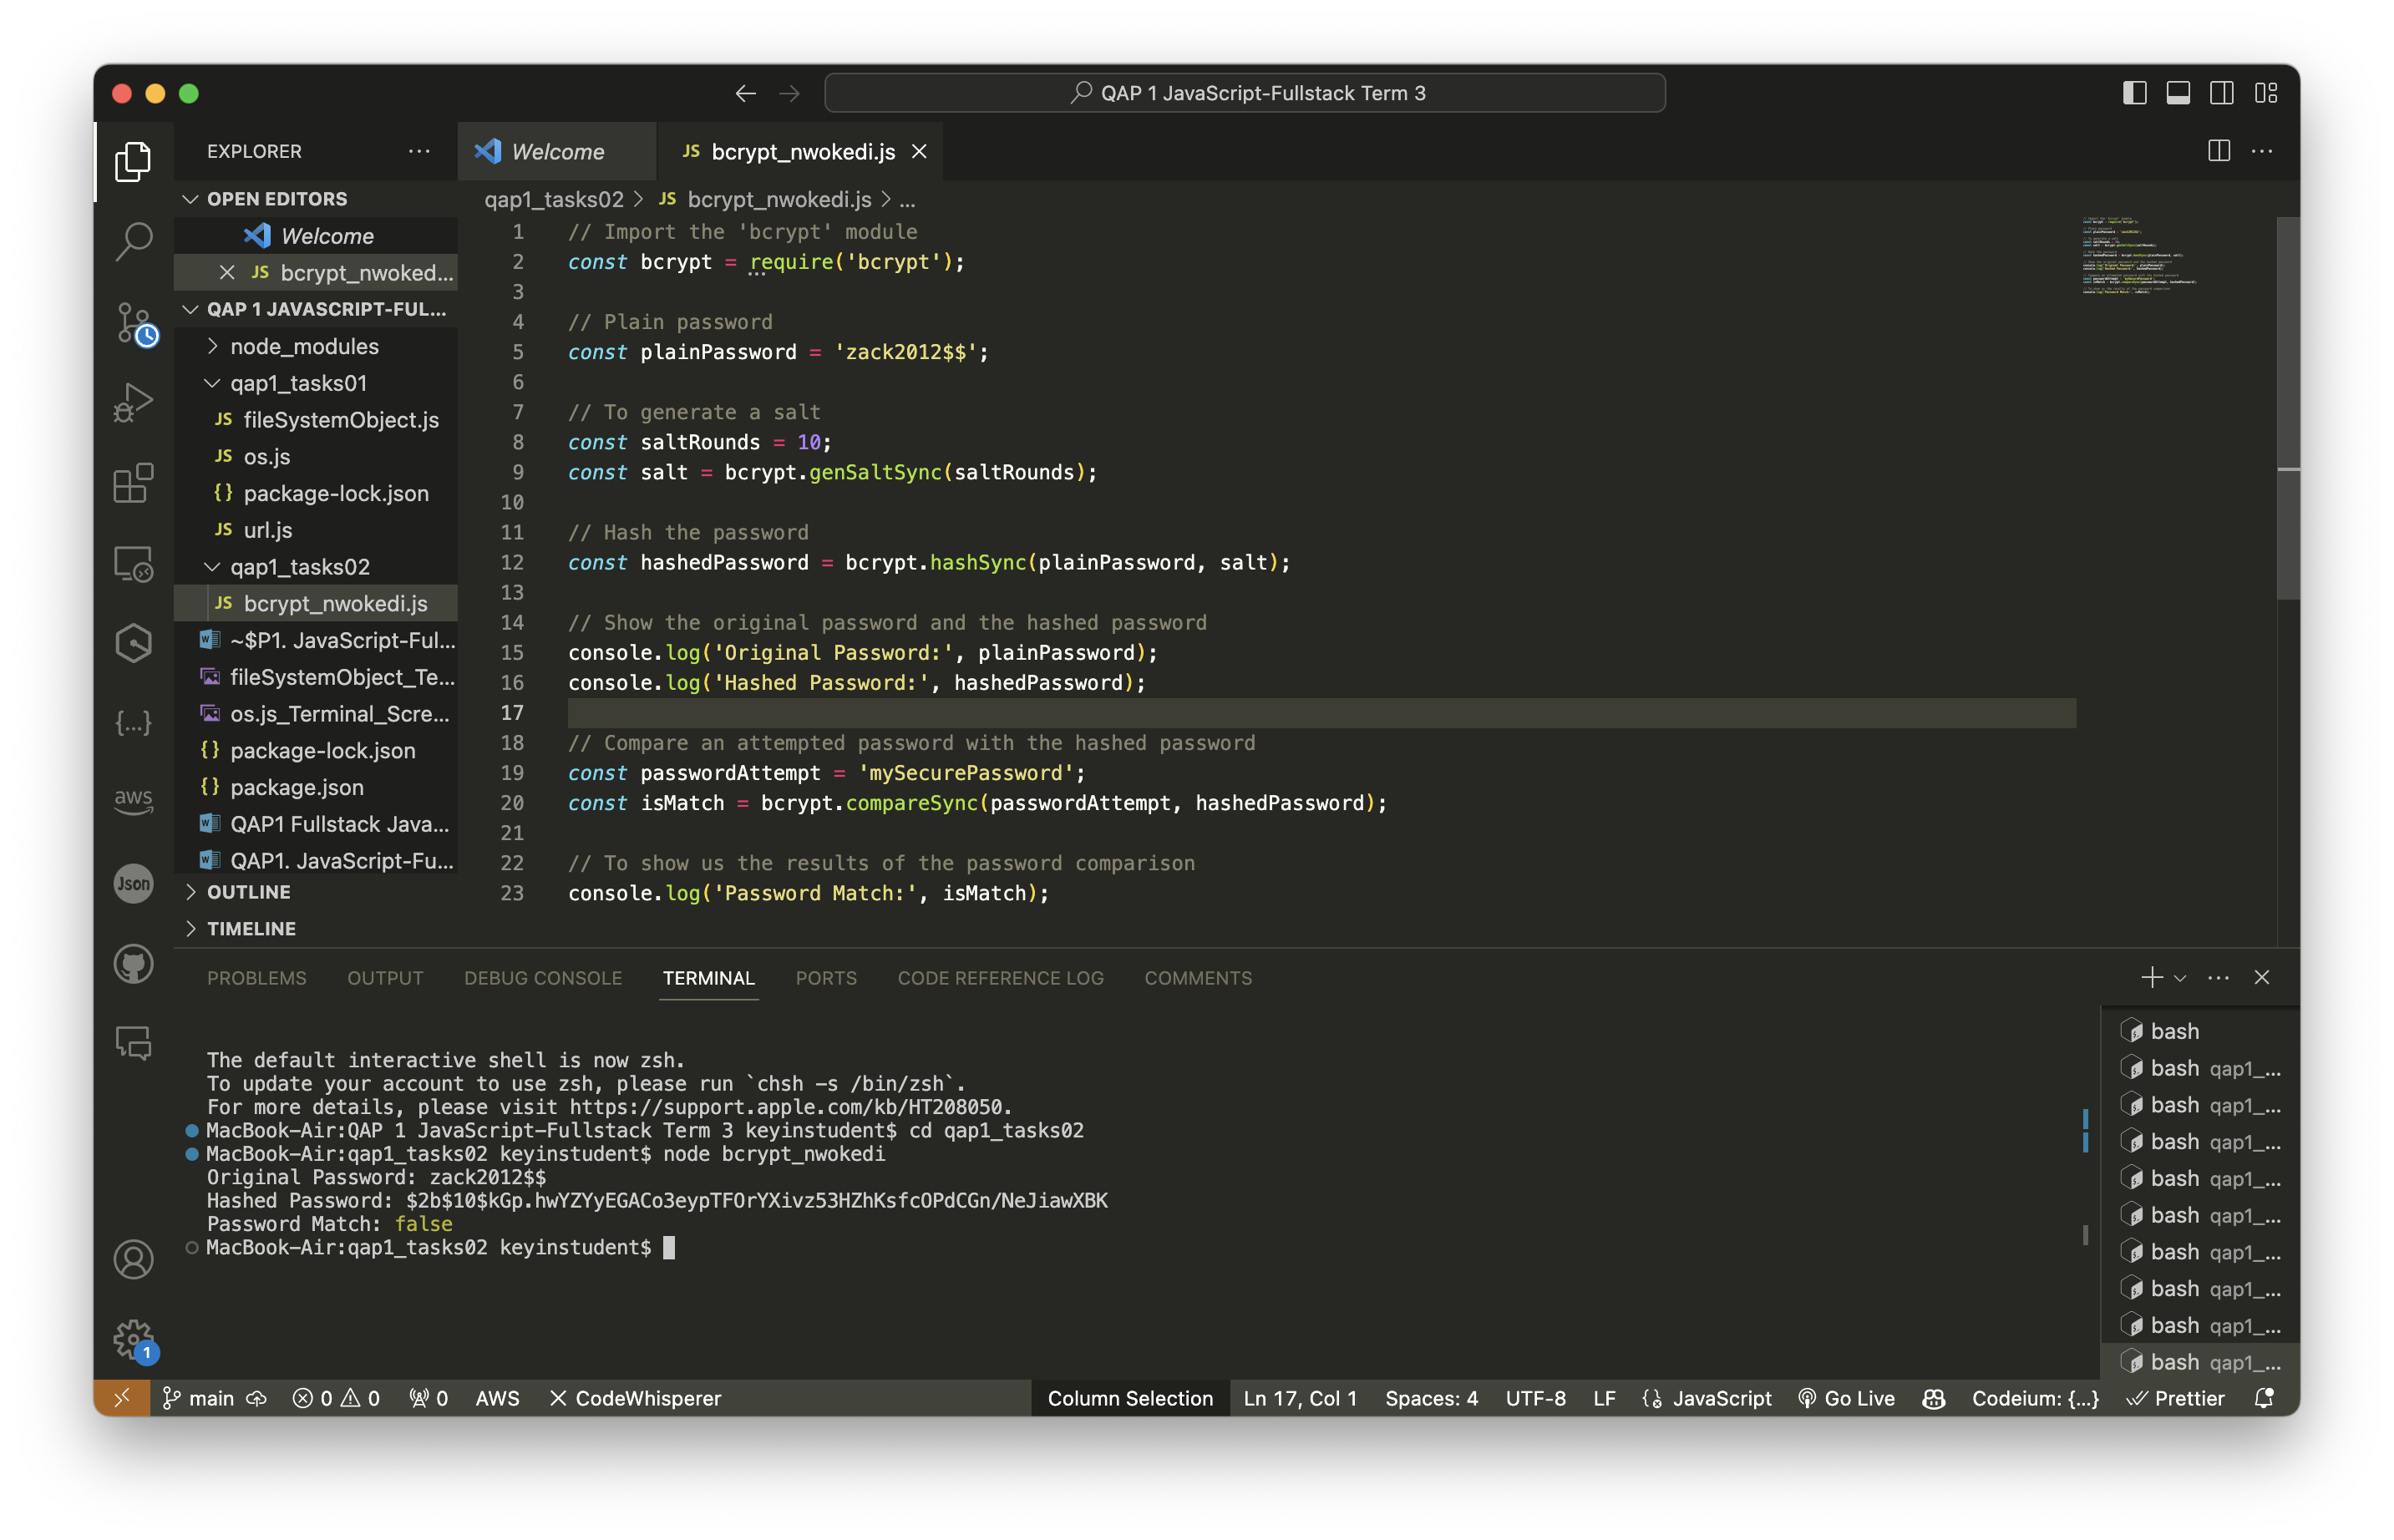 QAP 1 JavaScript-Fullstack Term 3
EXPLORER
Welcome
JS bcrypt_nwokedi.js
OPEN EDITORS
Welcome
JS bcrypt_nwoked...
QAP 1 JAVASCRIPT-FUL...
node_modules
qap1_tasks01
JS fileSystemObject.js
JS os.js
{} package-lock.json
JS url.js
qap1_tasks02
JS bcrypt_nwokedi.js
~$P1. JavaScript-Ful...
fileSystemObject_Te...
os.js_Terminal_Scre...
{} package-lock.json
{} package.json
QAP1 Fullstack Java...
QAP1. JavaScript-Fu...
OUTLINE
TIMELINE
aws
Json
1
qap1_tasks02 > JS bcrypt_nwokedi.js > ...
1 // Import the 'bcrypt' module
2 const bcrypt = require('bcrypt');
3
4 // Plain password
5 const plainPassword = 'zack2012$$';
6
7 // To generate a salt
8 const saltRounds = 10;
9 const salt = bcrypt.genSaltSync(saltRounds);
10
11 // Hash the password
12 const hashedPassword = bcrypt.hashSync(plainPassword, salt);
13
14 // Show the original password and the hashed password
15 console.log('Original Password:', plainPassword);
16 console.log('Hashed Password:', hashedPassword);
17
18 // Compare an attempted password with the hashed password
19 const passwordAttempt = 'mySecurePassword';
20 const isMatch = bcrypt.compareSync(passwordAttempt, hashedPassword);
21
22 // To show us the results of the password comparison
23 console.log('Password Match:', isMatch);
PROBLEMS OUTPUT DEBUG CONSOLE TERMINAL PORTS CODE REFERENCE LOG COMMENTS
The default interactive shell is now zsh.
To update your account to use zsh, please run `chsh -s /bin/zsh`.
For more details, please visit https://support.apple.com/kb/HT208050.
MacBook-Air:QAP 1 JavaScript-Fullstack Term 3 keyinstudent$ cd qap1_tasks02
MacBook-Air:qap1_tasks02 keyinstudent$ node bcrypt_nwokedi
Original Password: zack2012$$
Hashed Password: $2b$10$kGp.hwYZYyEGACo3eypTFOrYXivz53HZhKsfcOPdCGn/NeJiawXBK
Password Match: false
MacBook-Air:qap1_tasks02 keyinstudent$
bash
bash qap1_...
bash qap1_...
bash qap1_...
bash qap1_...
bash qap1_...
bash qap1_...
bash qap1_...
bash qap1_...
bash qap1_...
main 0 0 0 AWS CodeWhisperer Column Selection Ln 17, Col 1 Spaces: 4 UTF-8 LF JavaScript Go Live Codeium: {...} Prettier